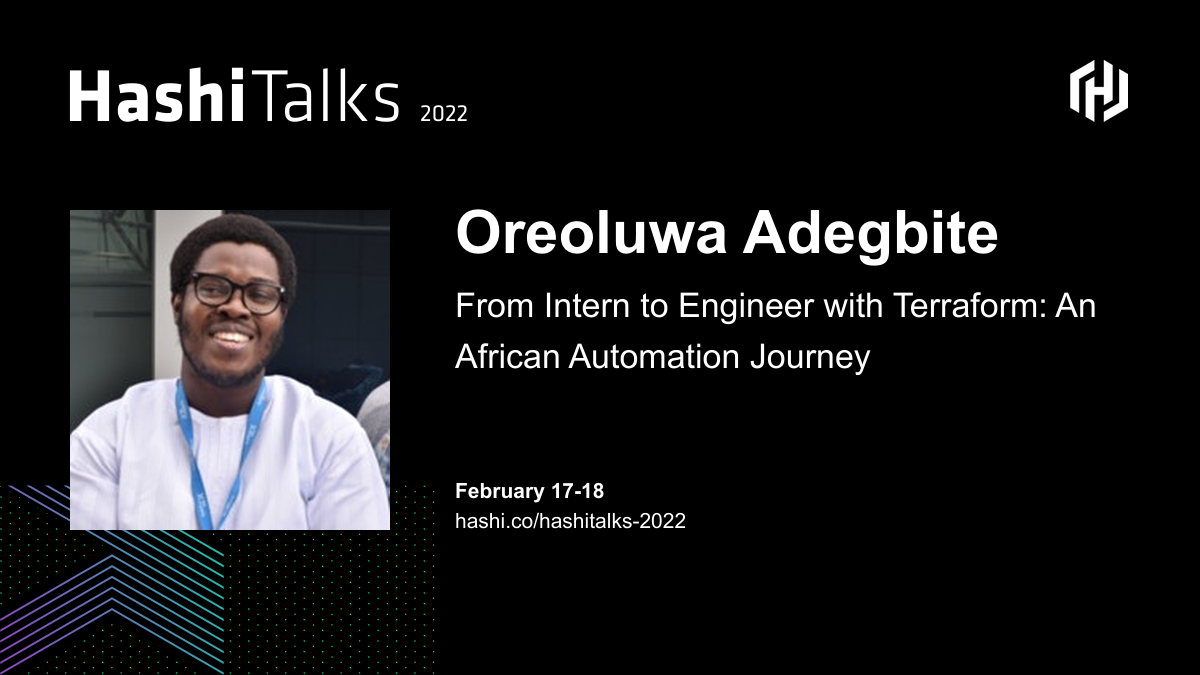 HashiTalks 2022
Oreoluwa Adegbite
From Intern to Engineer with Terraform: An
African Automation Journey
February 17-18
hashi.co/hashitalks-2022